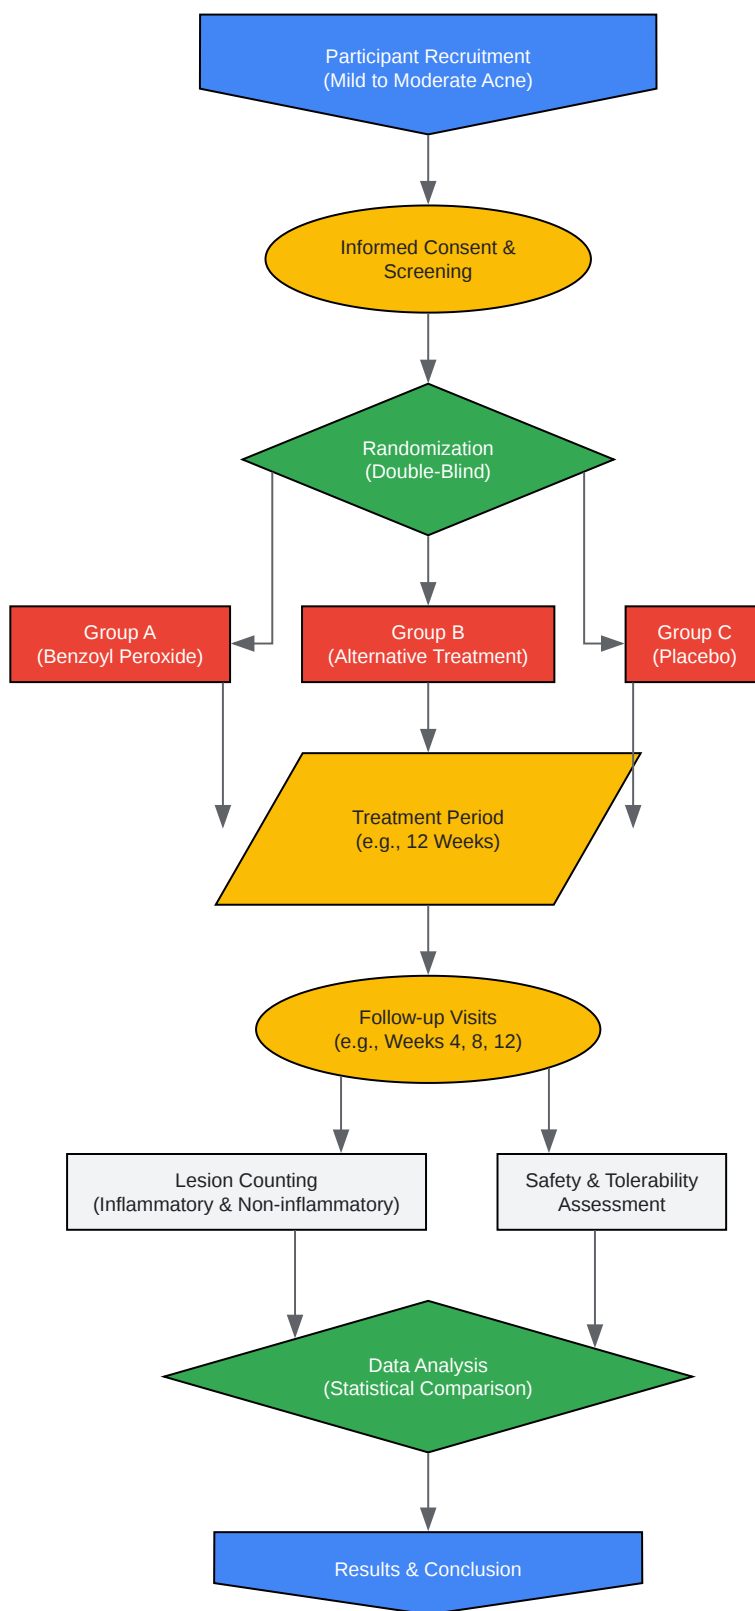 Participant Recruitment
(Mild to Moderate Acne)
Informed Consent &
Screening
Randomization
(Double-Blind)
Group A
(Benzoyl Peroxide)
Group B
(Alternative Treatment)
Group C
(Placebo)
Treatment Period
(e.g., 12 Weeks)
Follow-up Visits
(e.g., Weeks 4, 8, 12)
Lesion Counting
(Inflammatory & Non-inflammatory)
Safety & Tolerability
Assessment
Data Analysis
(Statistical Comparison)
Results & Conclusion